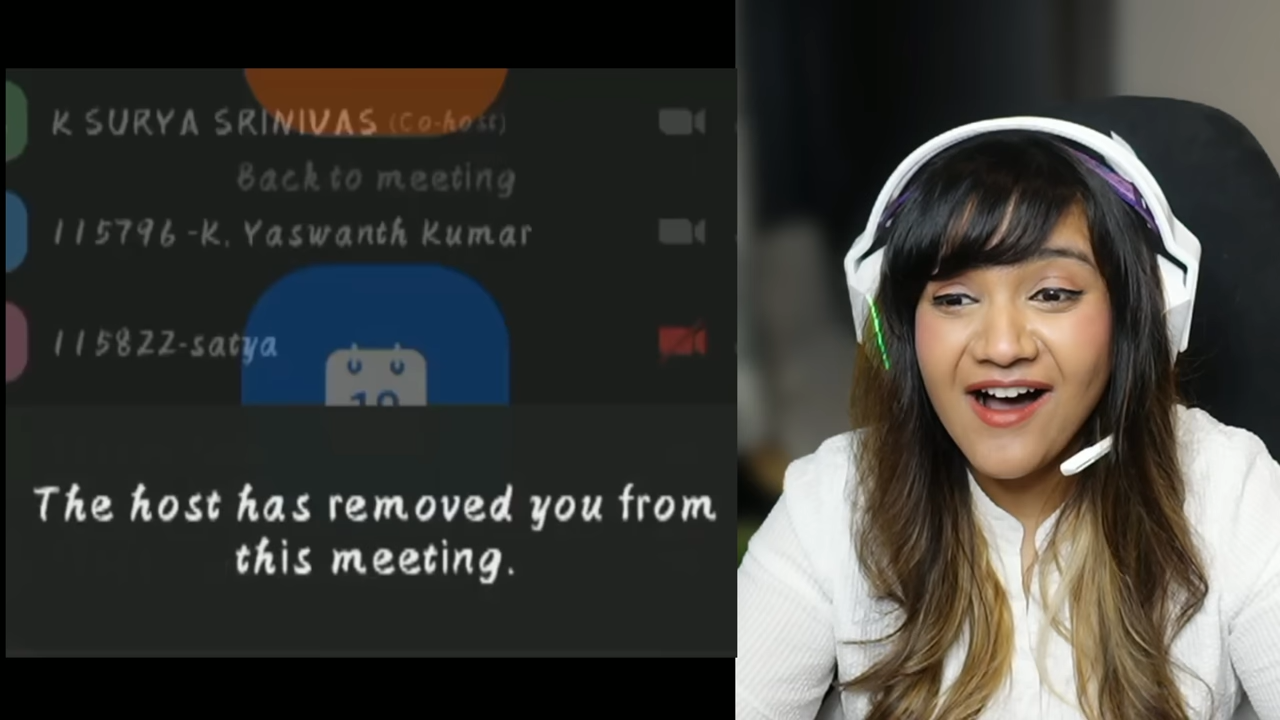 K SURYA SRINIVAS (Co-host)
Back to meeting
115796-K. Yaswanth Kumar
115822-satya
19
The host has removed you from
this meeting.